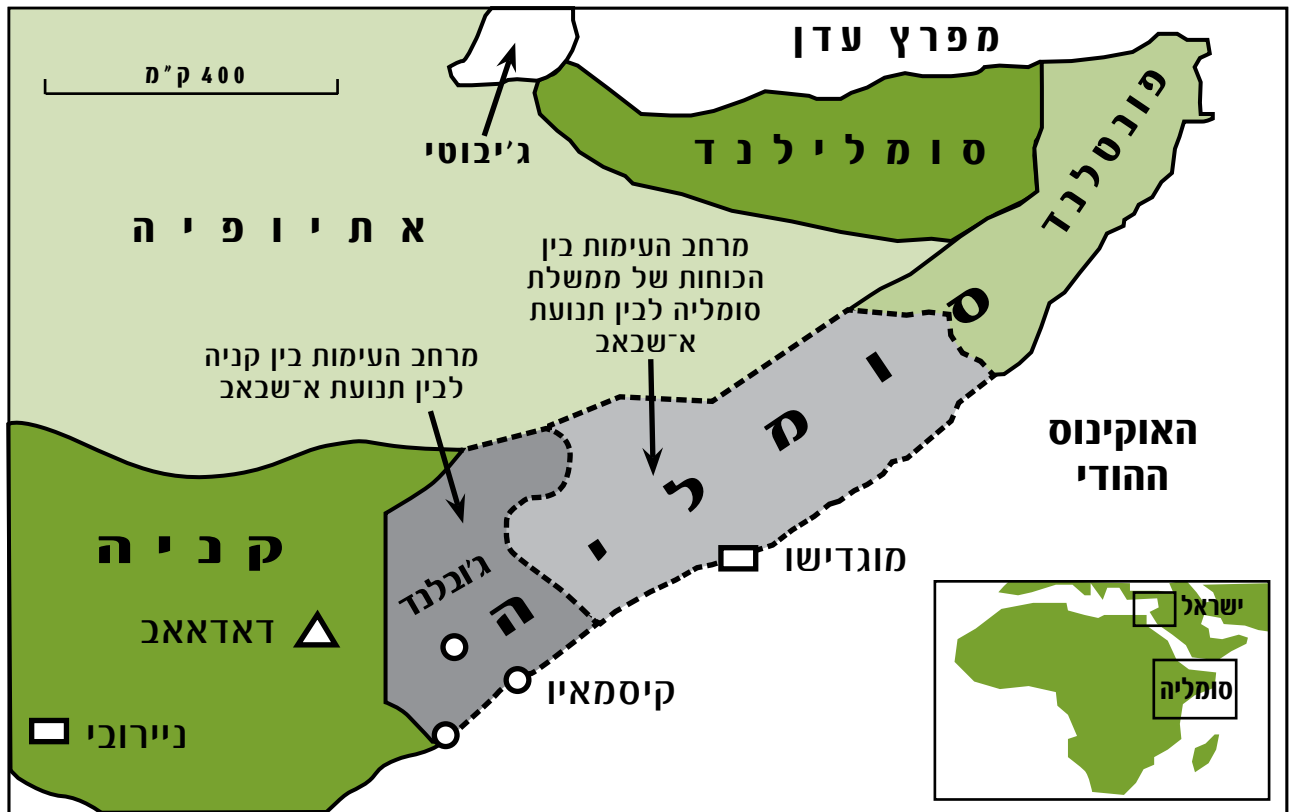 מפרץ עדן
400 ק"מ
פונטלנד
סומלילנד
ג'יבוטי
אתיופיה
מרחב העימות בין
הכוחות של ממשלת
סומליה לבין תנועת
א־שבאב
מרחב העימות בין קניה
לבין תנועת א־שבאב
סומליה
האוקינוס
ההודי
קניה
ג'ובלנד
מוגדישו
דאדאאב
קיסמאיו
ניירובי
ישראל
סומליה